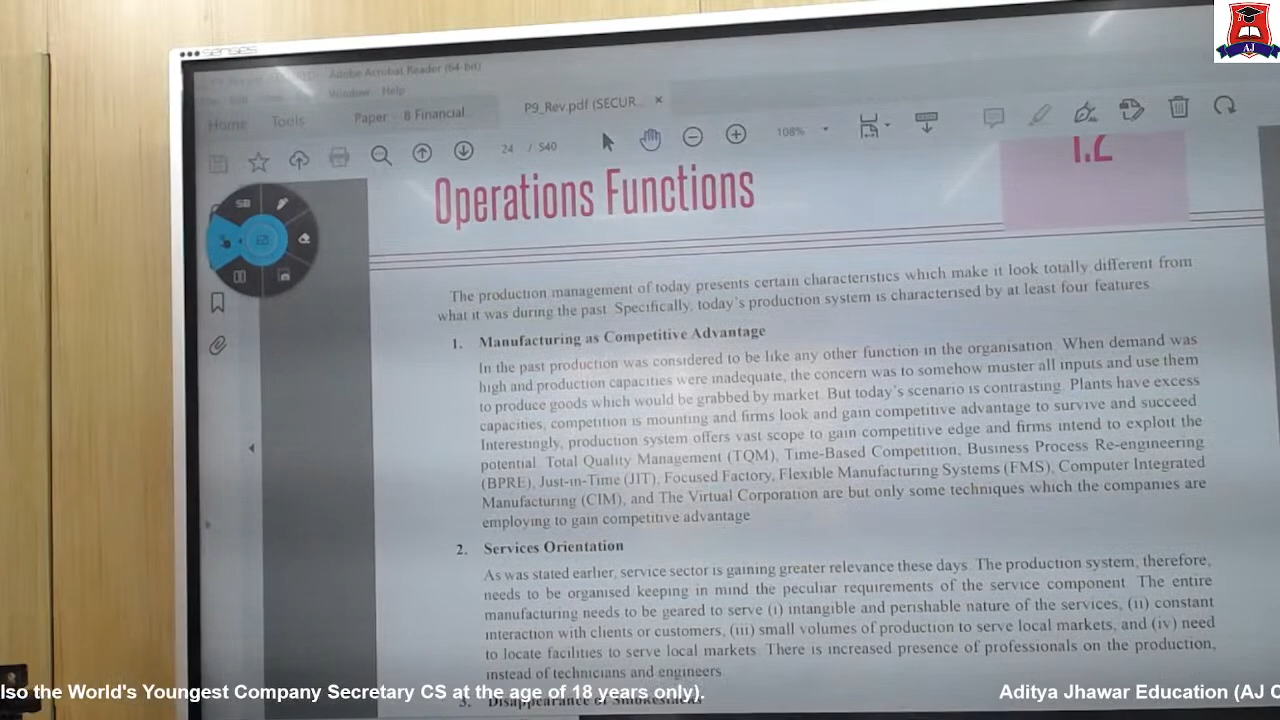 AJ
senses
Adobe Acrobat Reader (64-bit)
Window Help
Home Tools Paper 8 Financial P9_Rev.pdf (SECUR... ×
24 / 540 108%
SB
1.2
Operations Functions
The production management of today presents certain characteristics which make it look totally different from
what it was during the past. Specifically, today's production system is characterised by at least four features
1. Manufacturing as Competitive Advantage
In the past production was considered to be like any other function in the organisation. When demand was
high and production capacities were inadequate, the concern was to somehow muster all inputs and use them
to produce goods which would be grabbed by market. But today's scenario is contrasting. Plants have excess
capacities, competition is mounting and firms look and gain competitive advantage to survive and succeed.
Interestingly, production system offers vast scope to gain competitive edge and firms intend to exploit the
potential. Total Quality Management (TQM), Time-Based Competition, Business Process Re-engineering
(BPRE), Just-in-Time (JIT), Focused Factory, Flexible Manufacturing Systems (FMS), Computer Integrated
Manufacturing (CIM), and The Virtual Corporation are but only some techniques which the companies are
employing to gain competitive advantage
2. Services Orientation
As was stated earlier, service sector is gaining greater relevance these days. The production system, therefore,
needs to be organised keeping in mind the peculiar requirements of the service component. The entire
manufacturing needs to be geared to serve (i) intangible and perishable nature of the services, (ii) constant
interaction with clients or customers, (iii) small volumes of production to serve local markets, and (iv) need
to locate facilities to serve local markets. There is increased presence of professionals on the production,
instead of technicians and engineers.
3. Disappearance of Smokestacks
lso the World's Youngest Company Secretary CS at the age of 18 years only). Aditya Jhawar Education (AJ C